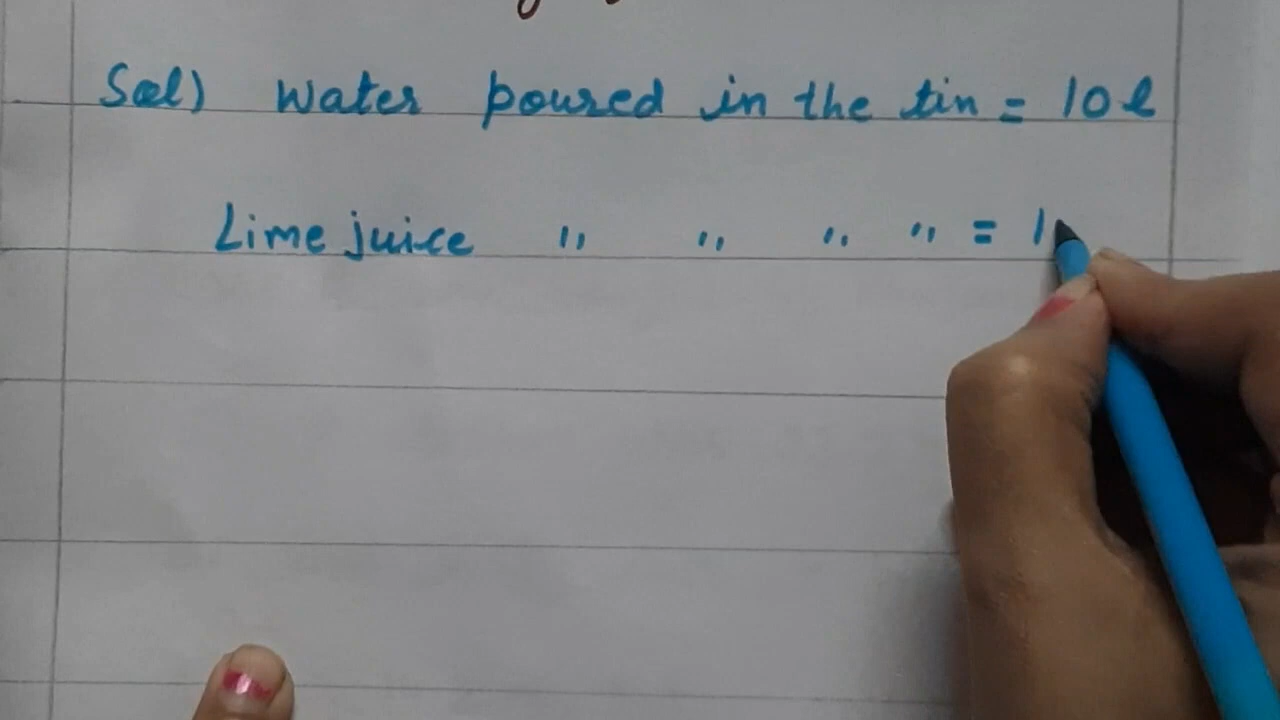 Sol) Water poured in the tin = 10 l
Lime juice " " " " = 1